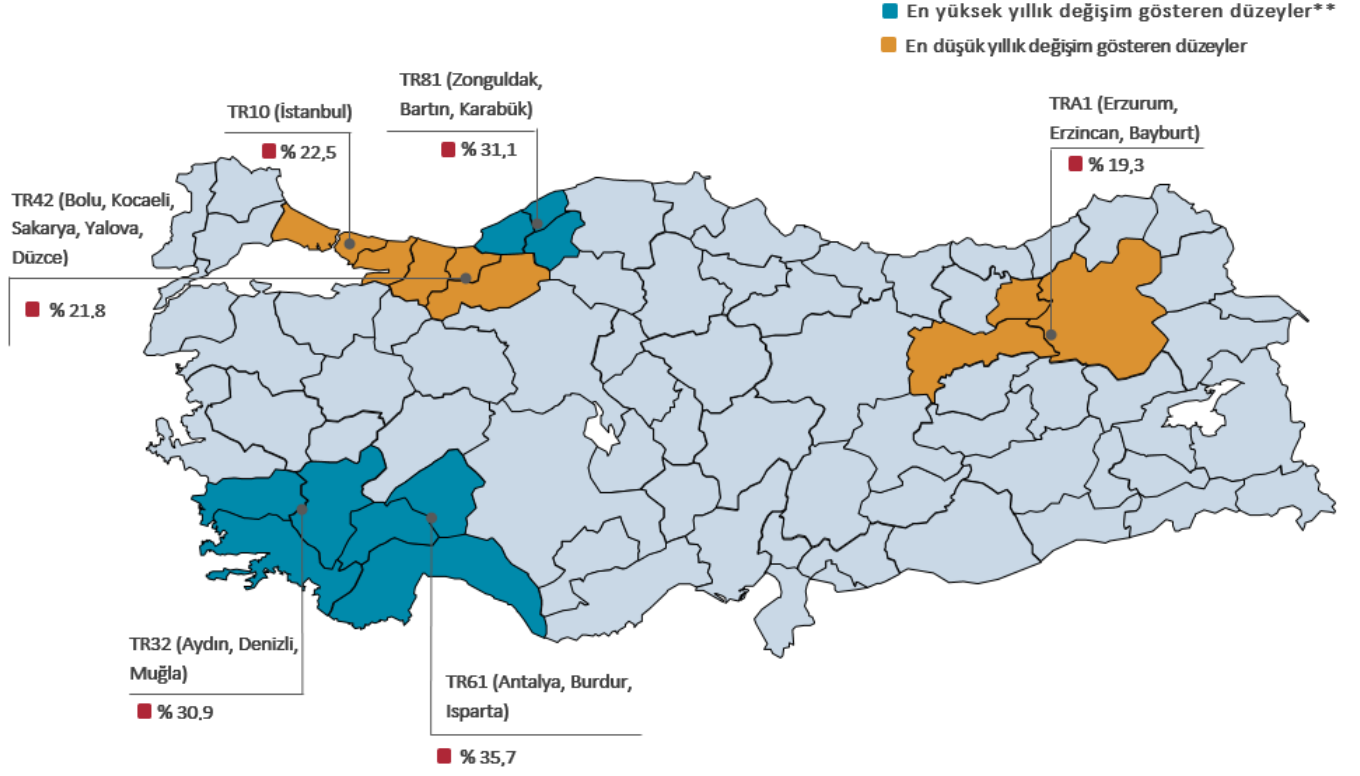 En yüksek yıllık değişim gösteren düzeyler**
En düşük yıllık değişim gösteren düzeyler
TR81 (Zonguldak,
Bartın, Karabük)
% 31,1
TR10 (İstanbul)
% 22,5
TRA1 (Erzurum,
Erzincan, Bayburt)
% 19,3
TR42 (Bolu, Kocaeli,
Sakarya, Yalova,
Düzce)
% 21,8
TR32 (Aydın, Denizli,
Muğla)
% 30,9
TR61 (Antalya, Burdur,
Isparta)
% 35,7